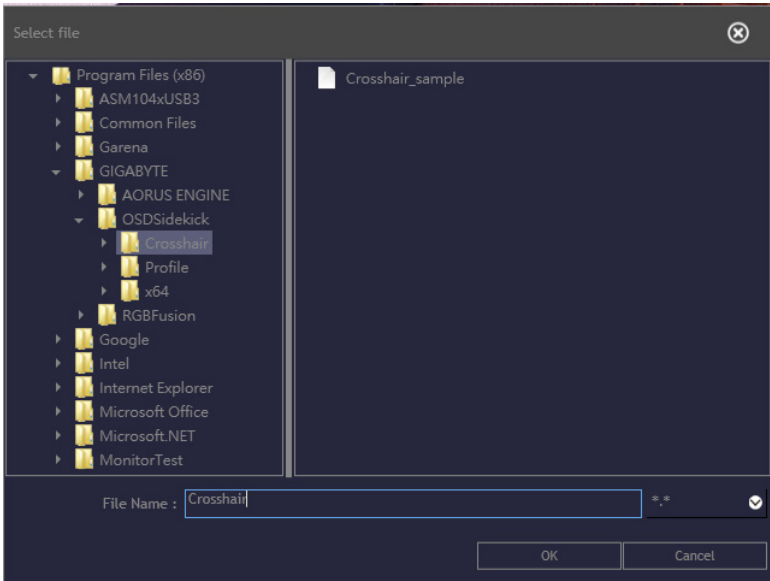 Select file
Program Files (x86)
ASM104xUSB3
Common Files
Garena
GIGABYTE
AORUS ENGINE
OSDSidekick
Crosshair
Profile
x64
RGBFusion
Google
Intel
Internet Explorer
Microsoft Office
Microsoft.NET
MonitorTest
Crosshair_sample
File Name : Crosshair *.*
OK Cancel